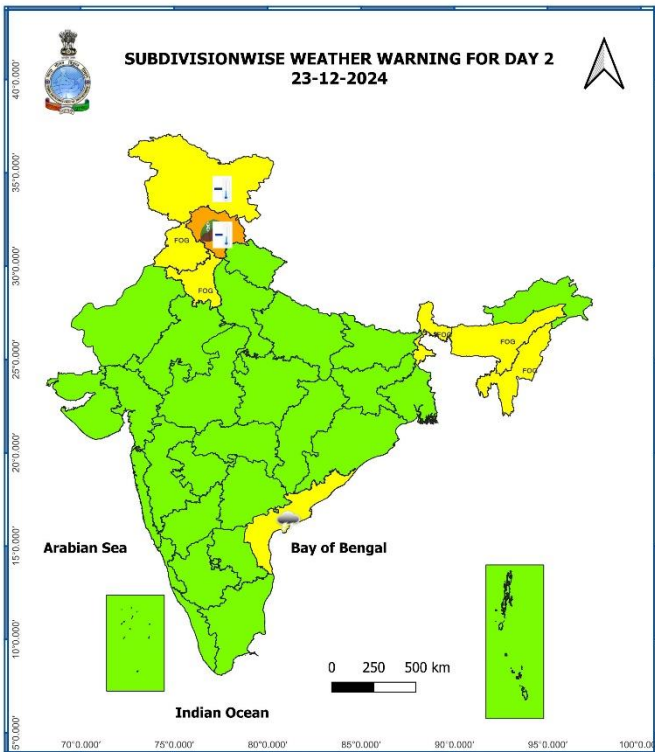 SUBDIVISIONWISE WEATHER WARNING FOR DAY 2
23-12-2024
40°0.000'
35°0.000'
30°0.000'
25°0.000'
20°0.000'
15°0.000'
10°0.000'
5°0.000'
FOG
FOG
FOG
FOG
FOG
Arabian Sea
Bay of Bengal
0 250 500 km
Indian Ocean
70°0.000' 75°0.000' 80°0.000' 85°0.000' 90°0.000' 95°0.000' 100°0.0